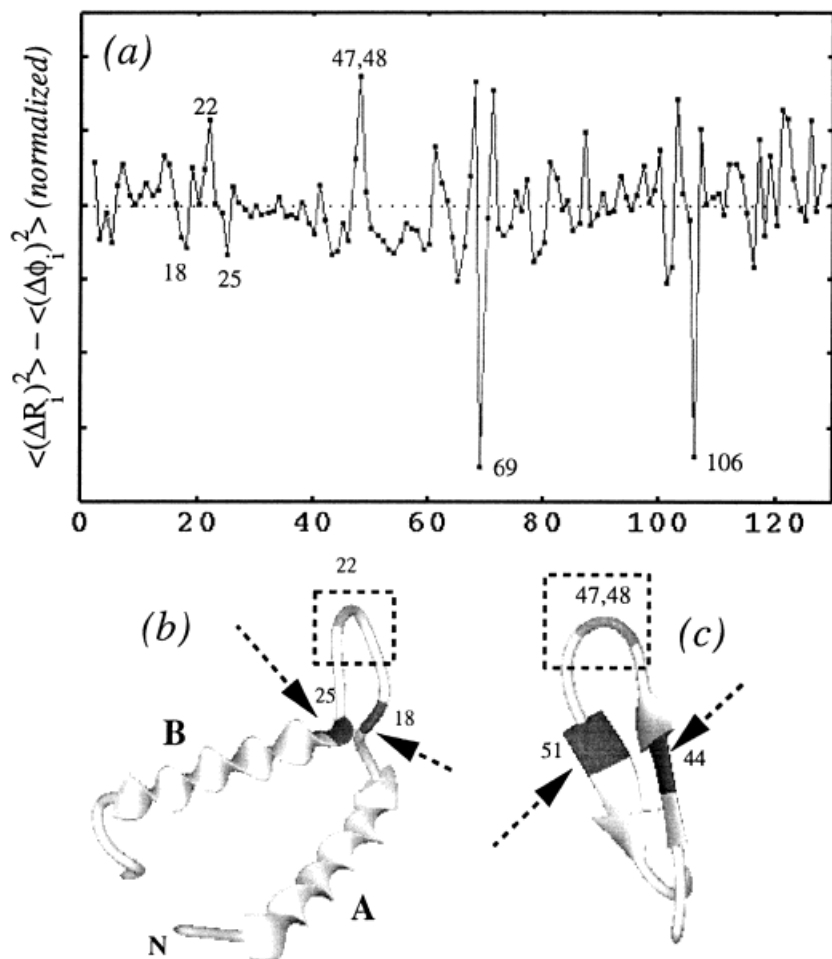 <(ΔR_i)^2> − <(Δϕ_i)^2> (normalized)
(a)
47,48
22
18
25
69
106
0 20 40 60 80 100 120
22
47,48
(b)
(c)
25
18
B
51
44
A
N